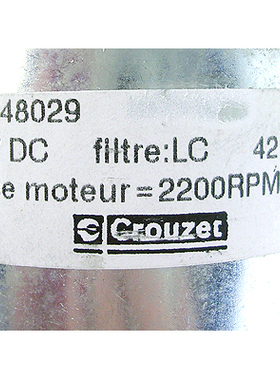 48029
DC filtre:LC 42
e moteur=2200RPM
Crouzet